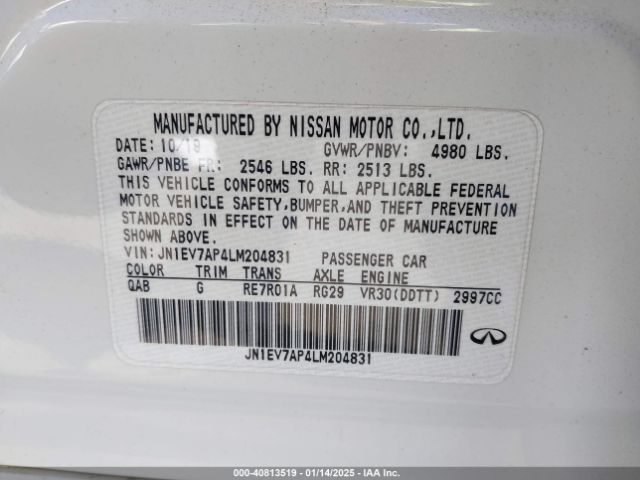 MANUFACTURED BY NISSAN MOTOR CO.,LTD.
DATE: 10/19 GVWR/PNBV: 4980 LBS.
GAWR/PNBE FR: 2546 LBS. RR: 2513 LBS.
THIS VEHICLE CONFORMS TO ALL APPLICABLE FEDERAL
MOTOR VEHICLE SAFETY,BUMPER,AND THEFT PREVENTION
STANDARDS IN EFFECT ON THE DATE OF MANUFACTURE
SHOWN ABOVE.
VIN: JN1EV7AP4LM204831 PASSENGER CAR
COLOR TRIM TRANS AXLE ENGINE
QAB G RE7R01A RG29 VR30(DDTT) 2997CC
JN1EV7AP4LM204831
000-40813519 - 01/14/2025 - IAA Inc.